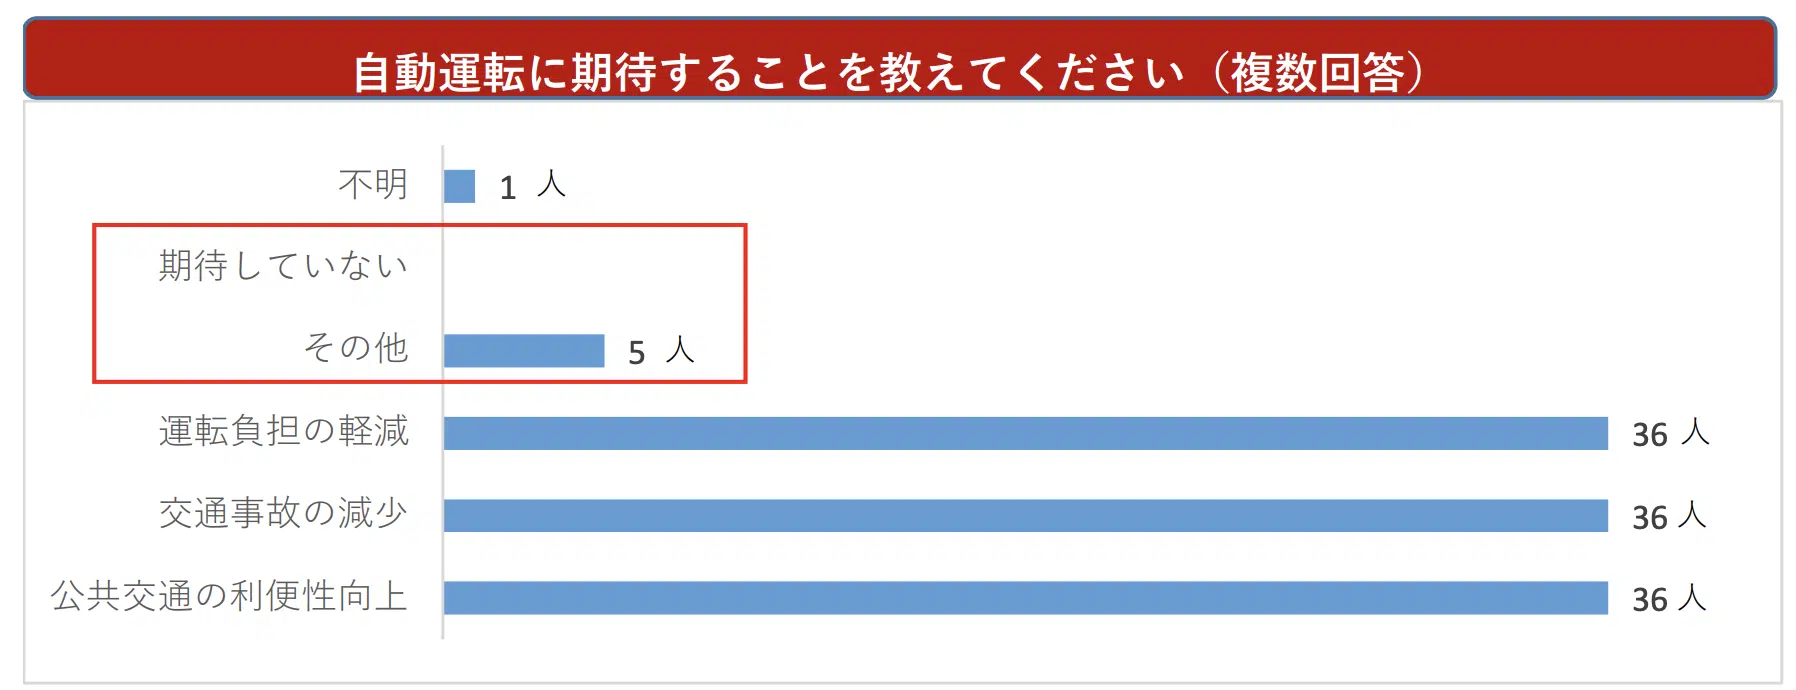 自動運転に期待することを教えてください（複数回答）
不明 1 人
期待していない
その他 5 人
運転負担の軽減 36 人
交通事故の減少 36 人
公共交通の利便性向上 36 人